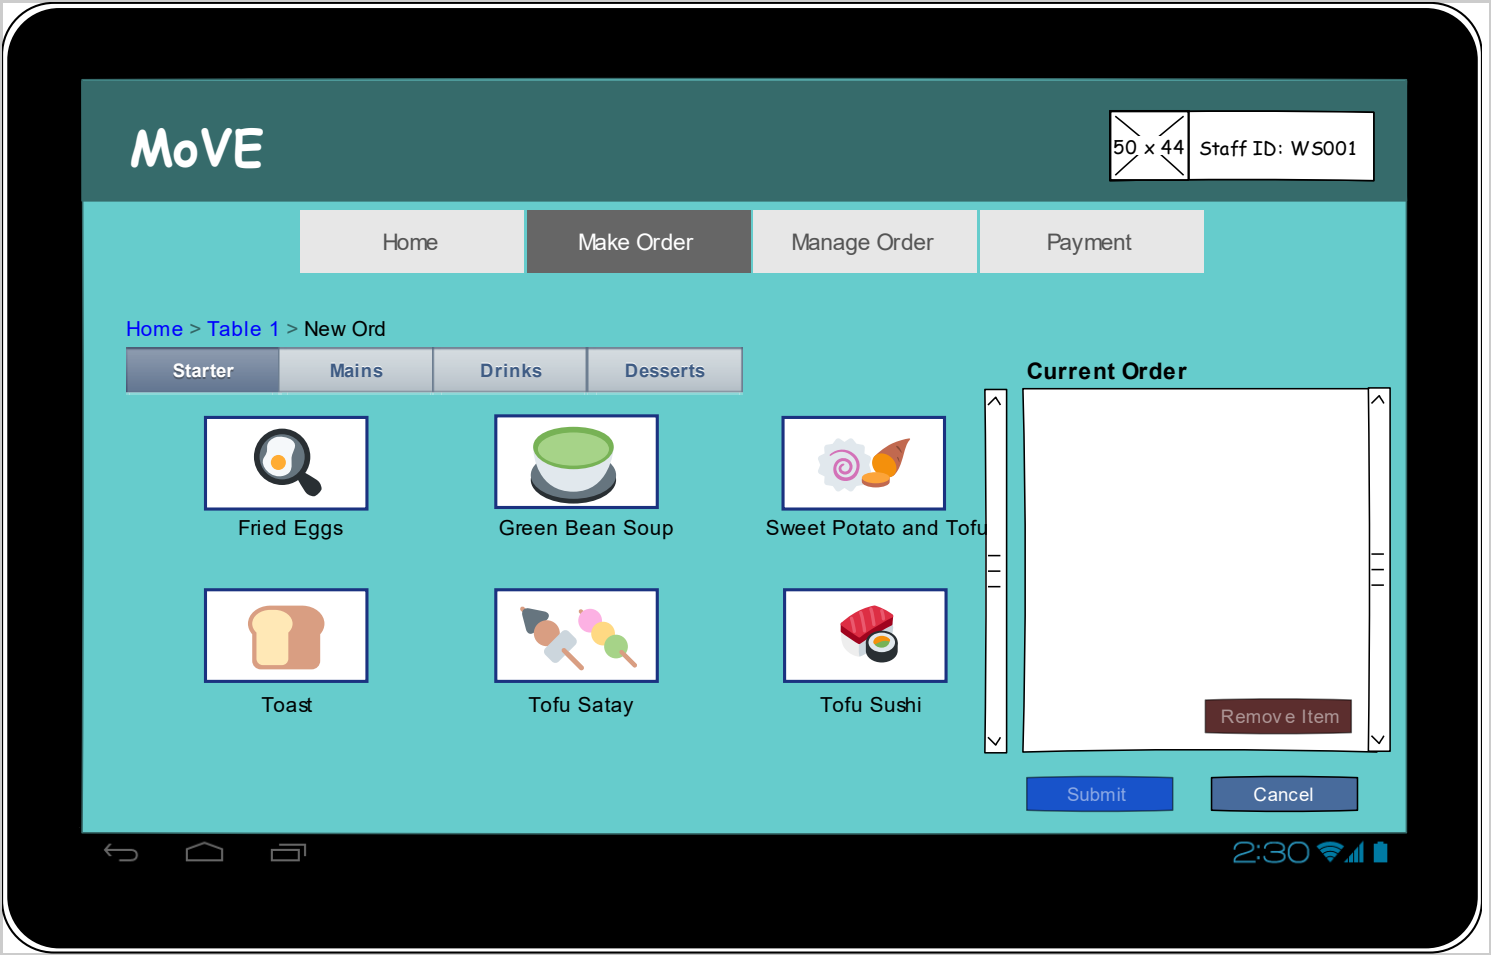 MoVE
50 x 44
Staff ID: WS001
Home
Make Order
Manage Order
Payment
Home > Table 1 > New Ord
Starter
Mains
Drinks
Desserts
Current Order
Fried Eggs
Green Bean Soup
Sweet Potato and Tofu
Toast
Tofu Satay
Tofu Sushi
Remove Item
Submit
Cancel
2:30